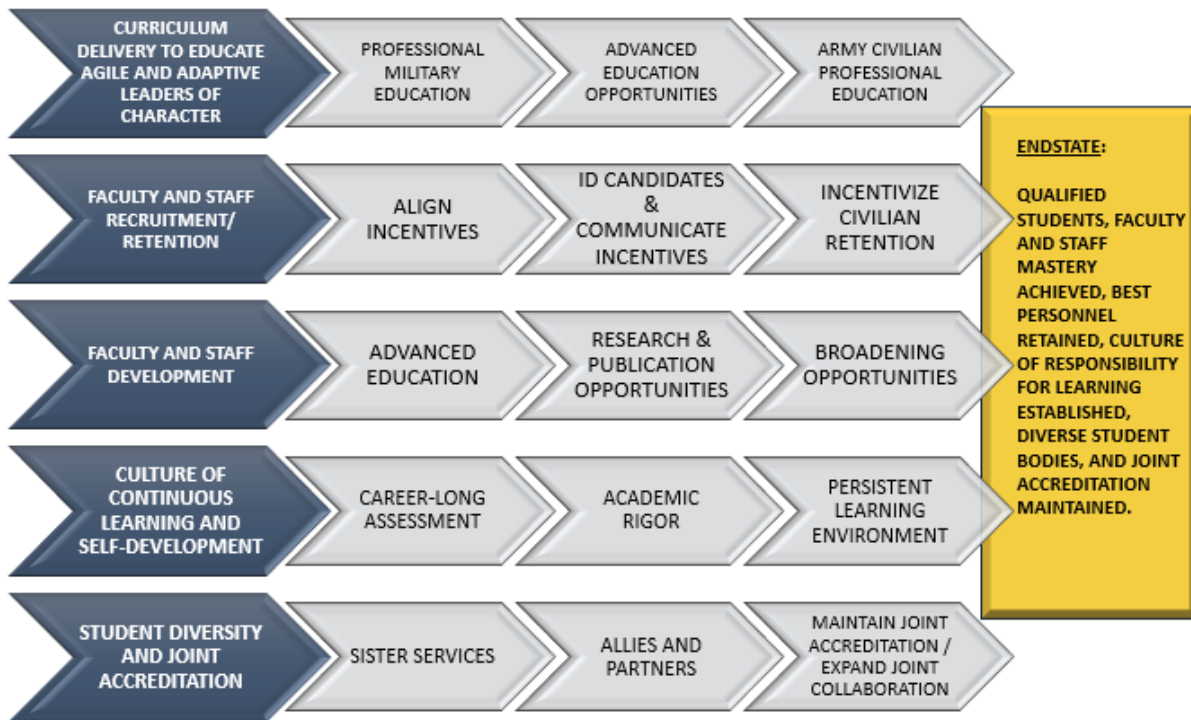 CURRICULUM
DELIVERY TO EDUCATE
AGILE AND ADAPTIVE
LEADERS OF
CHARACTER
PROFESSIONAL
MILITARY
EDUCATION
ADVANCED
EDUCATION
OPPORTUNITIES
ARMY CIVILIAN
PROFESSIONAL
EDUCATION
FACULTY AND STAFF
RECRUITMENT/
RETENTION
ALIGN
INCENTIVES
ID CANDIDATES
&
COMMUNICATE
INCENTIVES
INCENTIVIZE
CIVILIAN
RETENTION
FACULTY AND STAFF
DEVELOPMENT
ADVANCED
EDUCATION
RESEARCH &
PUBLICATION
OPPORTUNITIES
BROADENING
OPPORTUNITIES
CULTURE OF
CONTINUOUS
LEARNING AND
SELF-DEVELOPMENT
CAREER-LONG
ASSESSMENT
ACADEMIC
RIGOR
PERSISTENT
LEARNING
ENVIRONMENT
STUDENT DIVERSITY
AND JOINT
ACCREDITATION
SISTER SERVICES
ALLIES AND
PARTNERS
MAINTAIN JOINT
ACCREDITATION /
EXPAND JOINT
COLLABORATION
ENDSTATE:
QUALIFIED
STUDENTS, FACULTY
AND STAFF
MASTERY
ACHIEVED, BEST
PERSONNEL
RETAINED, CULTURE
OF RESPONSIBILITY
FOR LEARNING
ESTABLISHED,
DIVERSE STUDENT
BODIES, AND JOINT
ACCREDITATION
MAINTAINED.